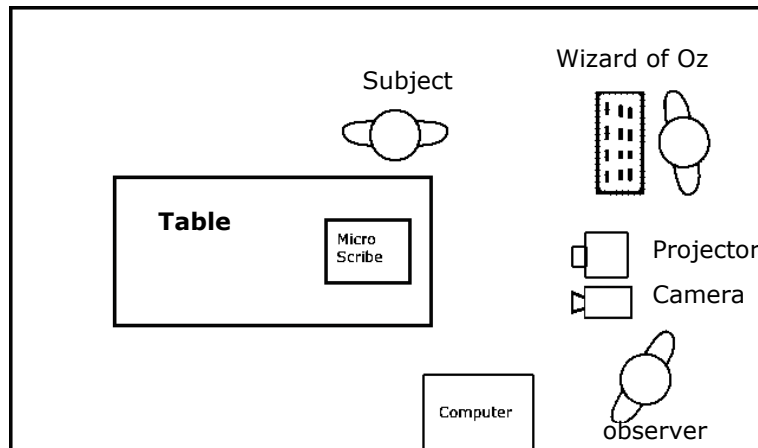 Wizard of Oz
Subject
Table
Micro
Scribe
Projector
Camera
Computer
observer